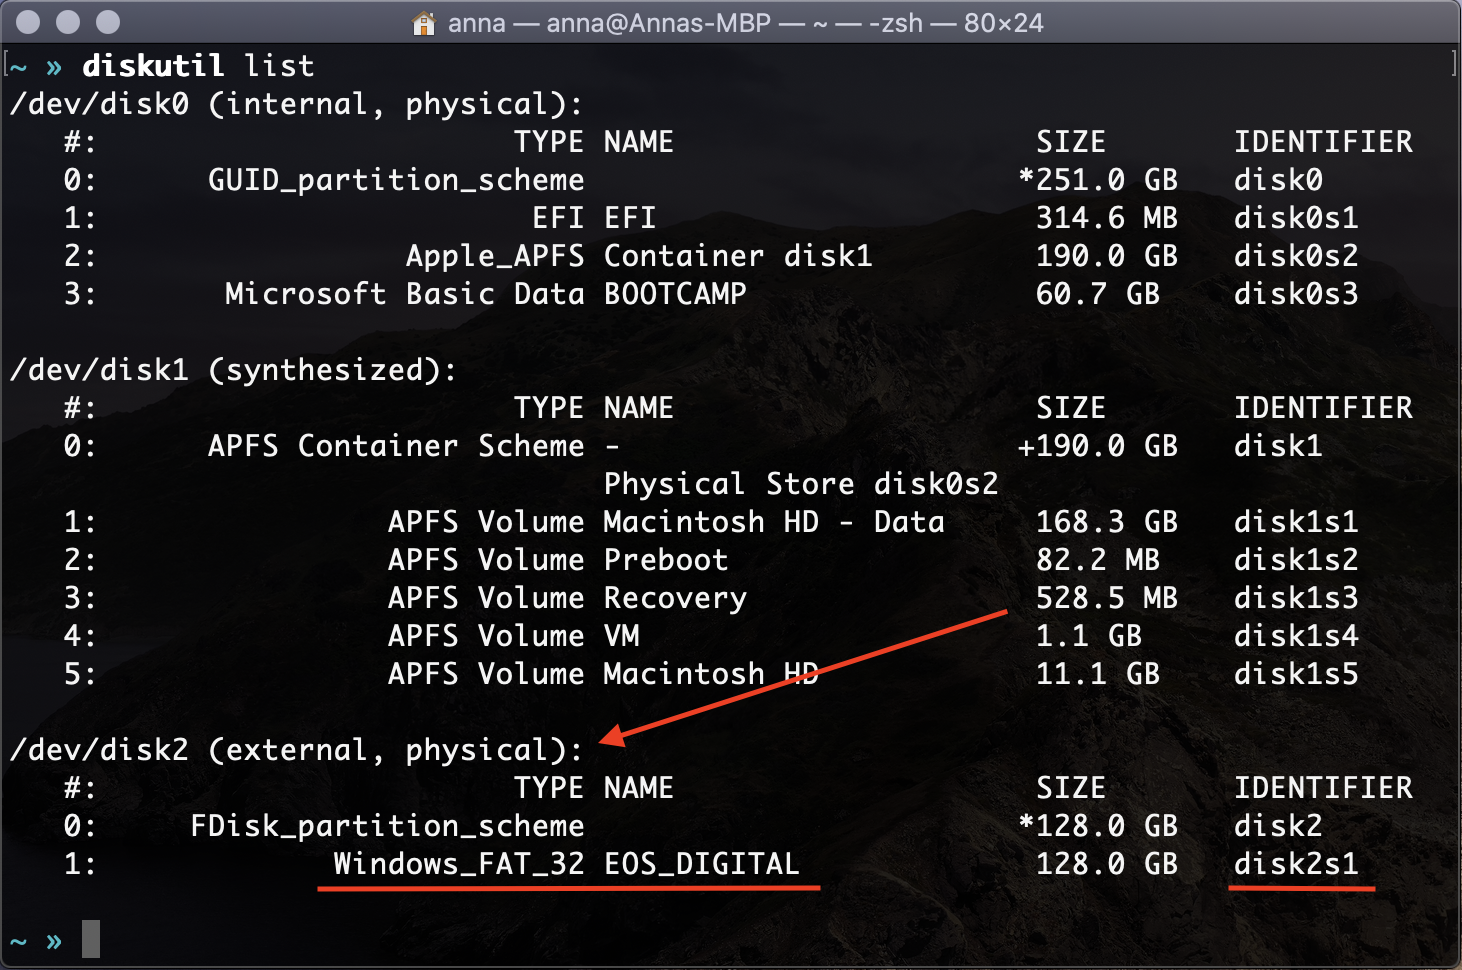 anna — anna@Annas-MBP — ~ — -zsh — 80×24
[~ » diskutil list ]
/dev/disk0 (internal, physical):
   #:                       TYPE NAME                    SIZE       IDENTIFIER
   0:      GUID_partition_scheme                        *251.0 GB   disk0
   1:                        EFI EFI                     314.6 MB   disk0s1
   2:                 Apple_APFS Container disk1         190.0 GB   disk0s2
   3:       Microsoft Basic Data BOOTCAMP                60.7 GB    disk0s3
/dev/disk1 (synthesized):
   #:                       TYPE NAME                    SIZE       IDENTIFIER
   0:      APFS Container Scheme -                      +190.0 GB   disk1
                                 Physical Store disk0s2
   1:                APFS Volume Macintosh HD - Data     168.3 GB   disk1s1
   2:                APFS Volume Preboot                 82.2 MB    disk1s2
   3:                APFS Volume Recovery                528.5 MB   disk1s3
   4:                APFS Volume VM                      1.1 GB     disk1s4
   5:                APFS Volume Macintosh HD            11.1 GB    disk1s5
/dev/disk2 (external, physical):
   #:                       TYPE NAME                    SIZE       IDENTIFIER
   0:     FDisk_partition_scheme                        *128.0 GB   disk2
   1:             Windows_FAT_32 EOS_DIGITAL             128.0 GB   disk2s1
~ »